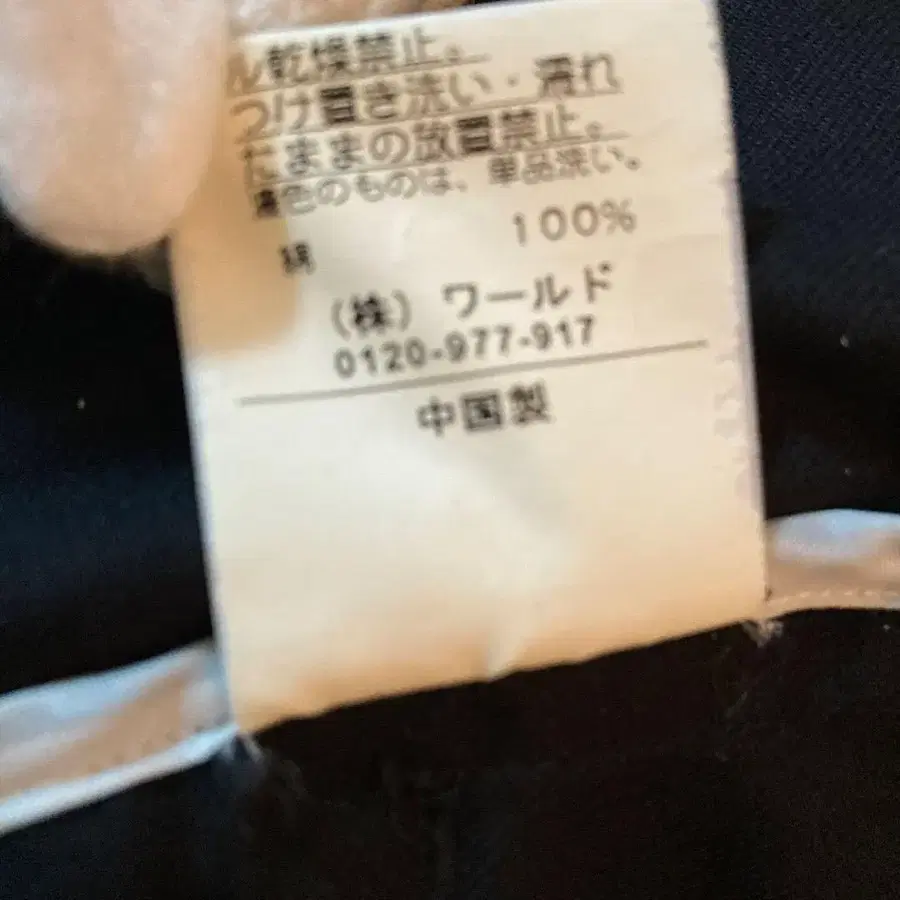 ル乾燥禁止。
つけ置き洗い・濡れ
たままの放置禁止。
濃色のものは、単品洗い。
綿 100%
(株) ワールド
0120-977-917
中国製